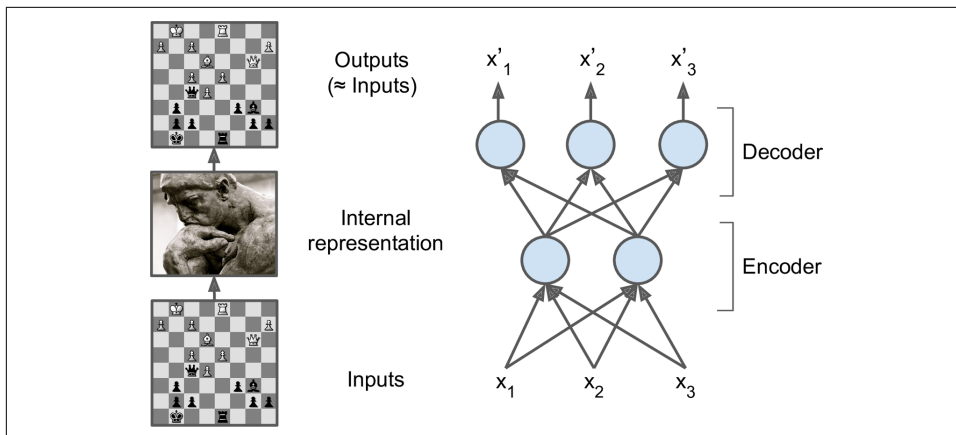 Outputs
(≈ Inputs)
x'1 x'2 x'3
Decoder
Internal
representation
Encoder
Inputs
x1 x2 x3